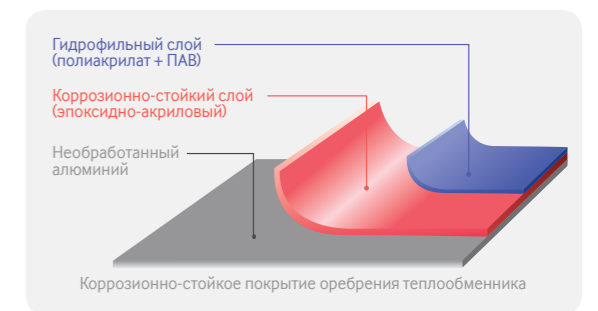 Гидрофильный слой
(полиакрилат + ПАВ)
Коррозионно-стойкий слой
(эпоксидно-акриловый)
Необработанный
алюминий
Коррозионно-стойкое покрытие оребрения теплообменника